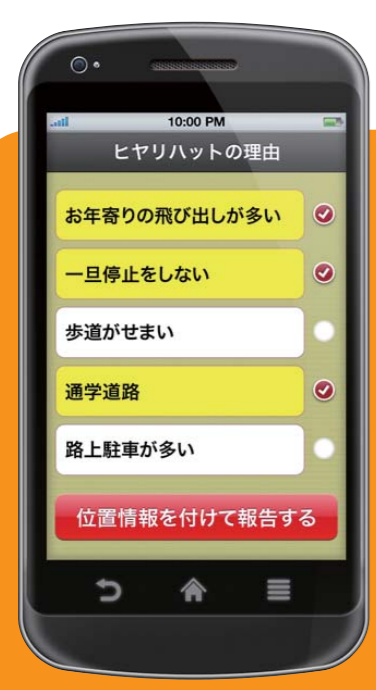 10:00 PM
ヒヤリハットの理由
お年寄りの飛び出しが多い
一旦停止をしない
歩道がせまい
通学道路
路上駐車が多い
位置情報を付けて報告する